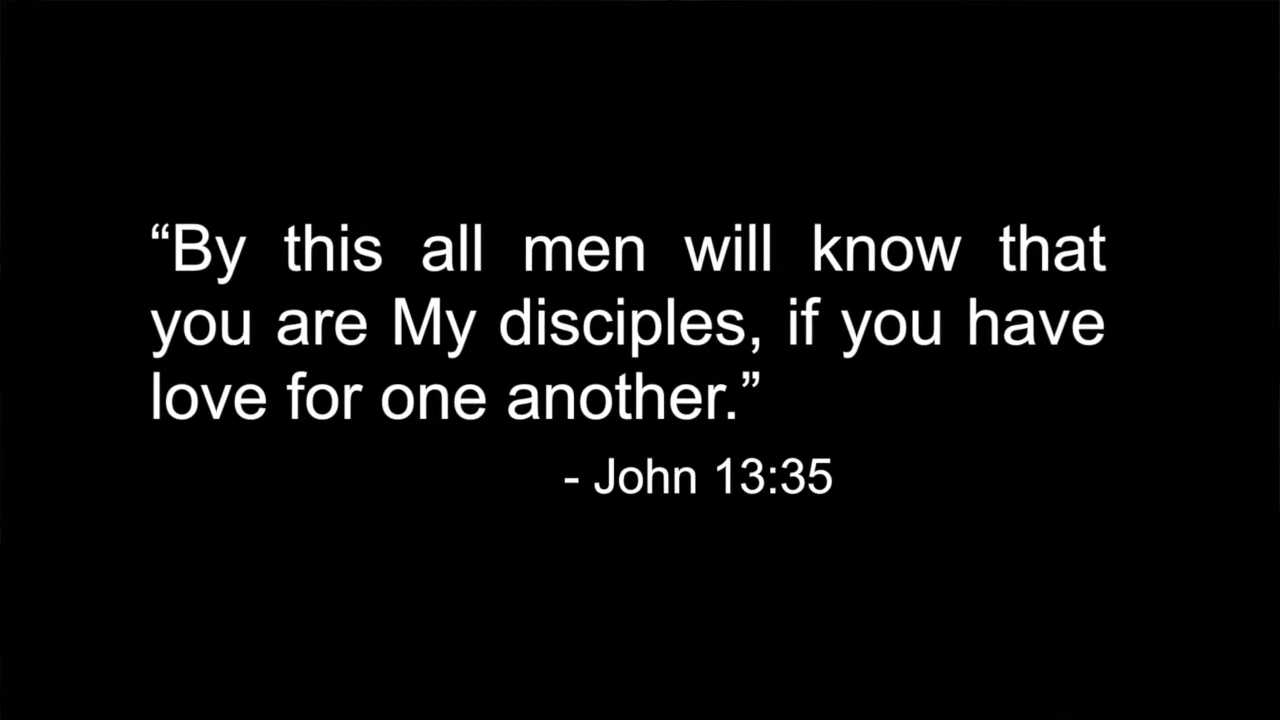 “By this all men will know that
you are My disciples, if you have
love for one another.”
- John 13:35